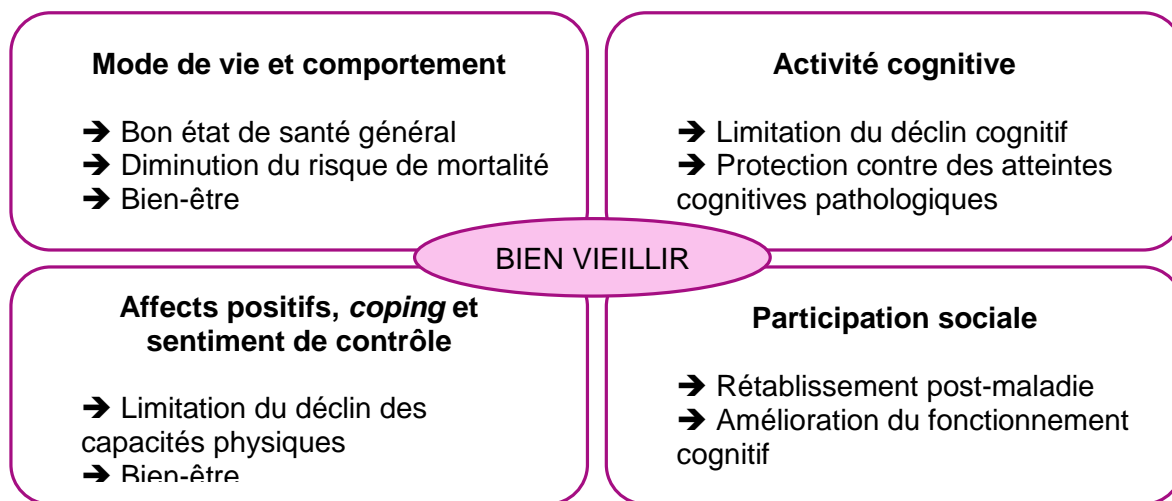 Mode de vie et comportement
➔ Bon état de santé général
➔ Diminution du risque de mortalité
➔ Bien-être
Activité cognitive
➔ Limitation du déclin cognitif
➔ Protection contre des atteintes
cognitives pathologiques
BIEN VIEILLIR
Affects positifs, coping et
sentiment de contrôle
➔ Limitation du déclin des
capacités physiques
➔ Bien-être
Participation sociale
➔ Rétablissement post-maladie
➔ Amélioration du fonctionnement
cognitif